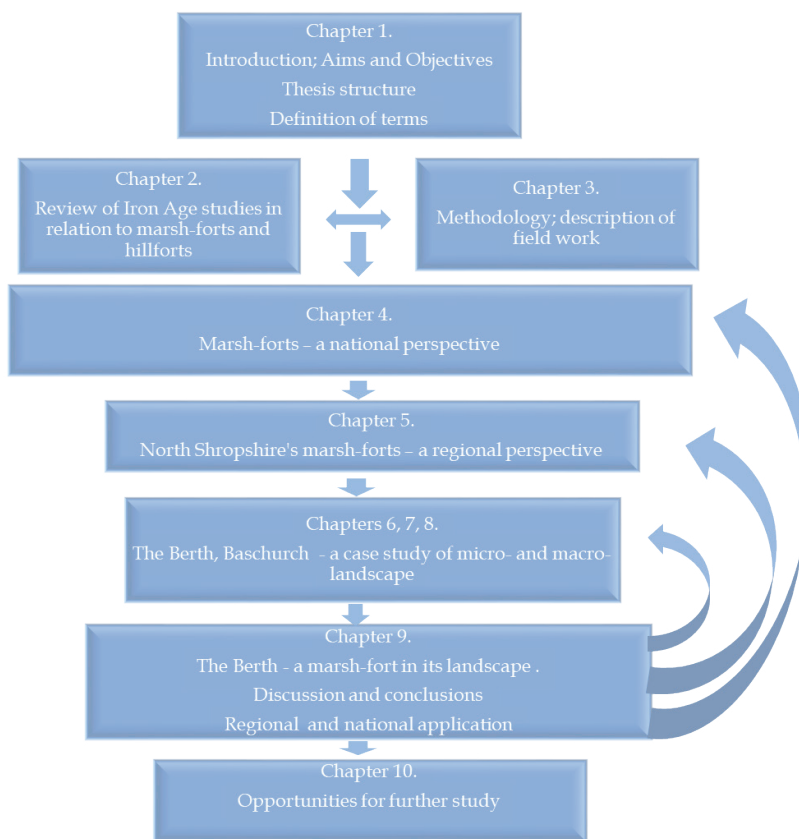 Chapter 1.
Introduction; Aims and Objectives
Thesis structure
Definition of terms
Chapter 2.
Review of Iron Age studies in
relation to marsh-forts and
hillforts
Chapter 3.
Methodology; description of
field work
Chapter 4.
Marsh-forts – a national perspective
Chapter 5.
North Shropshire's marsh-forts – a regional perspective
Chapters 6, 7, 8.
The Berth, Baschurch - a case study of micro- and macro-
landscape
Chapter 9.
The Berth - a marsh-fort in its landscape .
Discussion and conclusions
Regional and national application
Chapter 10.
Opportunities for further study